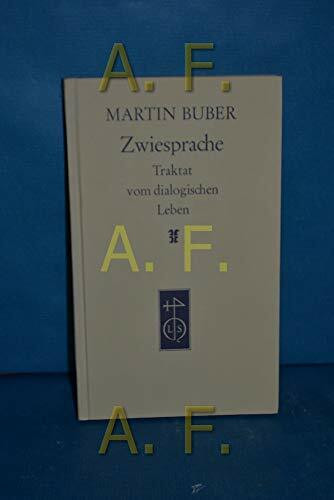 A. F.
MARTIN BUBER
Zwiesprache
Traktat
vom dialogischen
Leben
A. F.
L S
A. F.